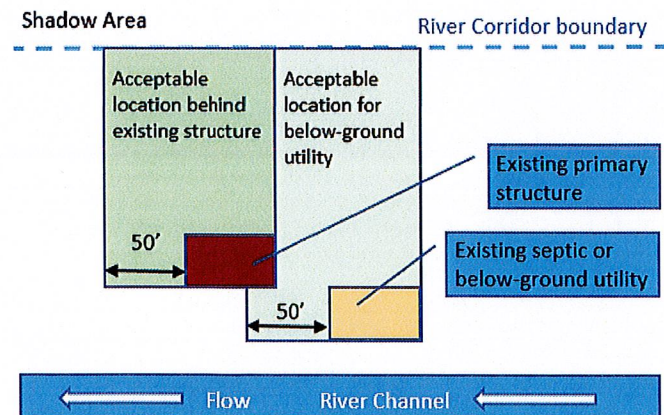 Shadow Area
River Corridor boundary
Acceptable
location behind
existing structure
Acceptable
location for
below-ground
utility
Existing primary
structure
50'
Existing septic or
below-ground utility
50'
Flow
River Channel